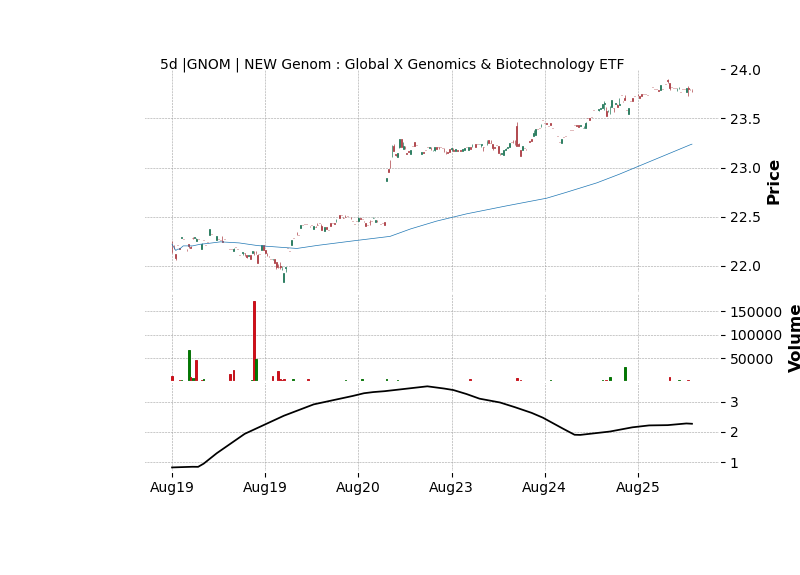 5d |GNOM | NEW Genom : Global X Genomics & Biotechnology ETF
24.0
23.5
23.0
22.5
22.0
Price
150000
100000
50000
Volume
3
2
1
Aug19 Aug19 Aug20 Aug23 Aug24 Aug25